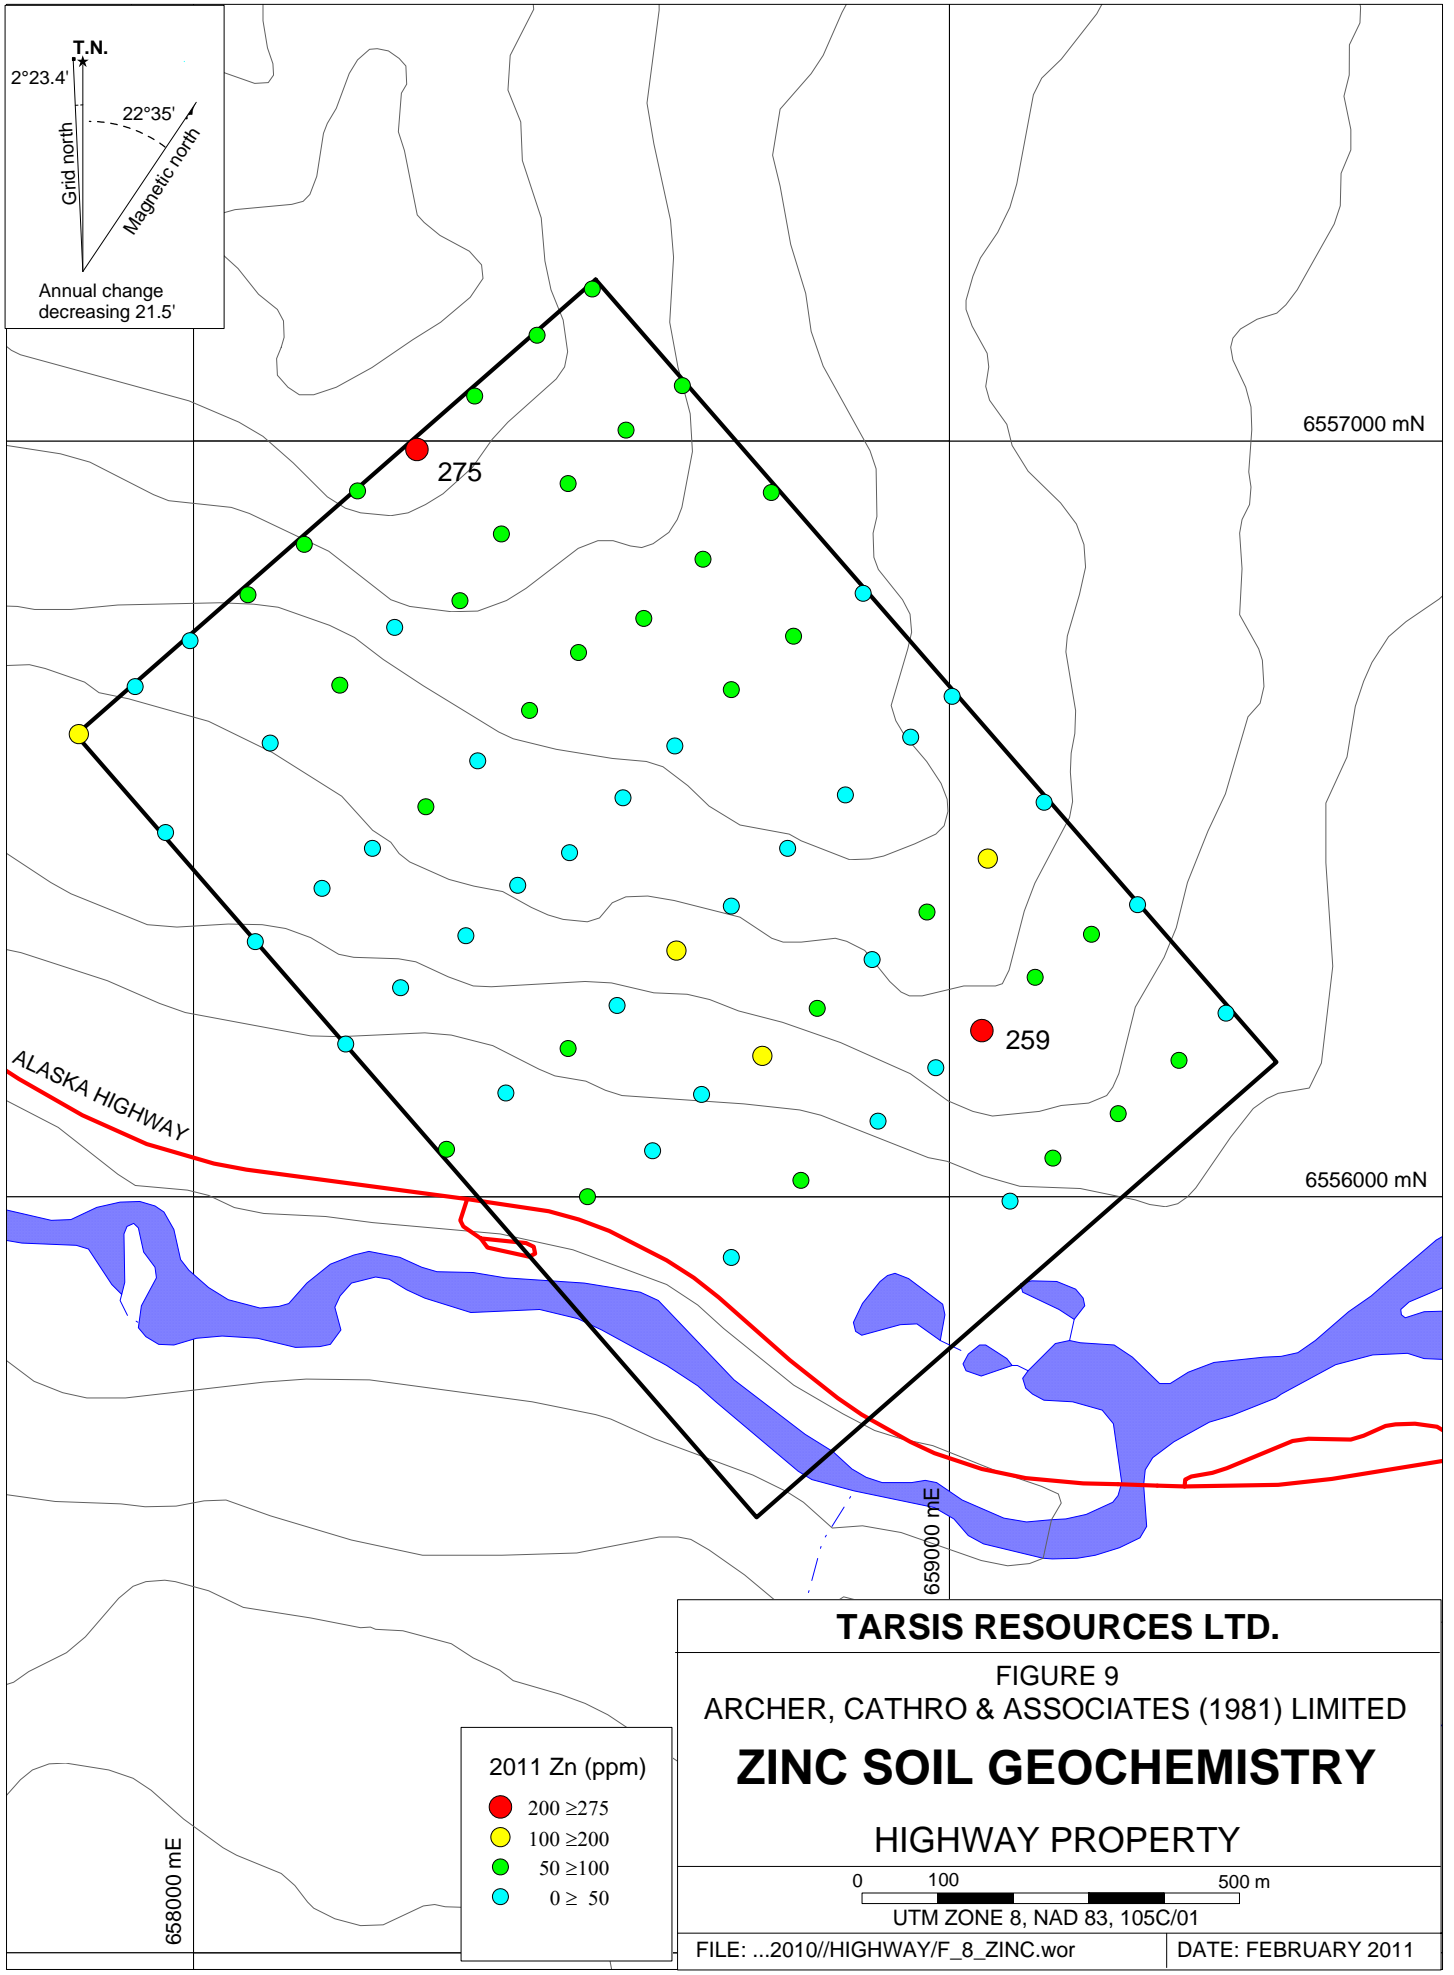 T.N.
2°23.4'
22°35'
Grid north
Magnetic north
Annual change
decreasing 21.5'
6557000 mN
275
259
ALASKA HIGHWAY
6556000 mN
659000 mE
658000 mE
2011 Zn (ppm)
200 ≥275
100 ≥200
50 ≥100
0 ≥ 50
TARSIS RESOURCES LTD.
FIGURE 9
ARCHER, CATHRO & ASSOCIATES (1981) LIMITED
ZINC SOIL GEOCHEMISTRY
HIGHWAY PROPERTY
0 100 500 m
UTM ZONE 8, NAD 83, 105C/01
FILE: ...2010//HIGHWAY/F_8_ZINC.wor
DATE: FEBRUARY 2011